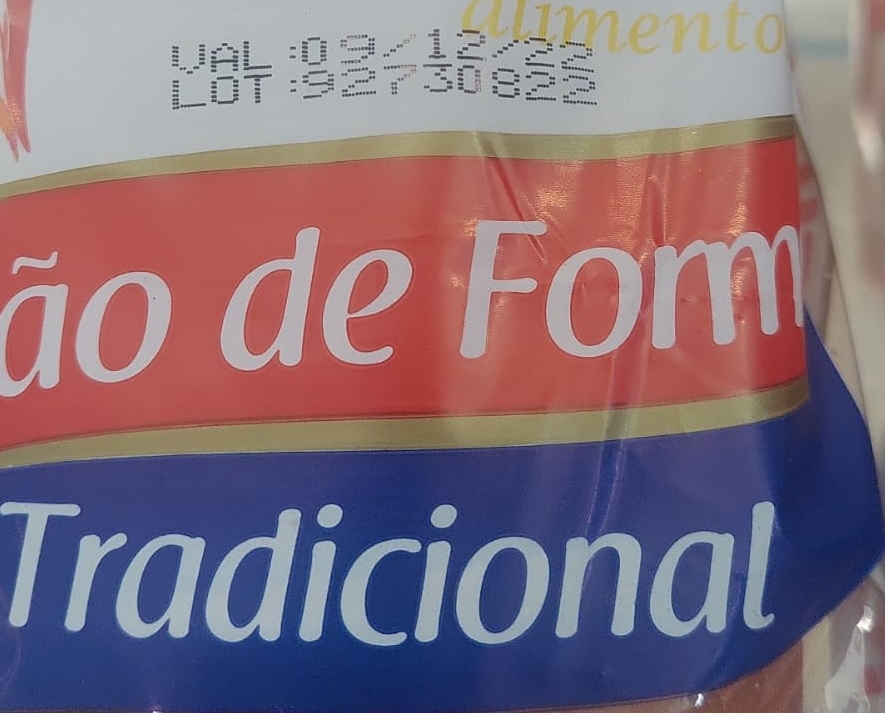 alimento
VAL:09/12/22
LOT:92730822
ão de Form
Tradicional